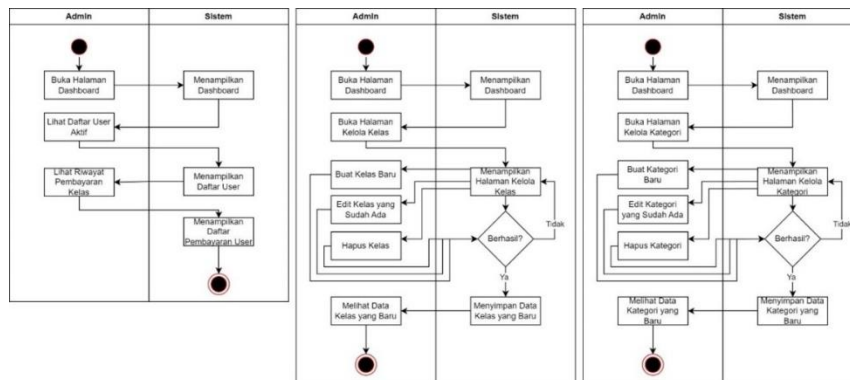 Admin
Sistem
Buka Halaman
Dashboard
Menampilkan
Dashboard
Lihat Daftar User
Aktif
Menampilkan
Daftar User
Lihat Riwayat
Pembayaran
Kelas
Menampilkan
Daftar
Pembayaran User
Admin
Sistem
Buka Halaman
Dashboard
Menampilkan
Dashboard
Buka Halaman
Kelola Kelas
Menampilkan
Halaman Kelola
Kelas
Buat Kelas Baru
Edit Kelas yang
Sudah Ada
Hapus Kelas
Berhasil?
Tidak
Ya
Menyimpan Data
Kelas yang Baru
Melihat Data
Kelas yang Baru
Admin
Sistem
Buka Halaman
Dashboard
Menampilkan
Dashboard
Buka Halaman
Kelola Kategori
Menampilkan
Halaman Kelola
Kategori
Buat Kategori
Baru
Edit Kategori
yang Sudah Ada
Hapus Kategori
Berhasil?
Tidak
Ya
Menyimpan Data
Kategori yang
Baru
Melihat Data
Kategori yang
Baru